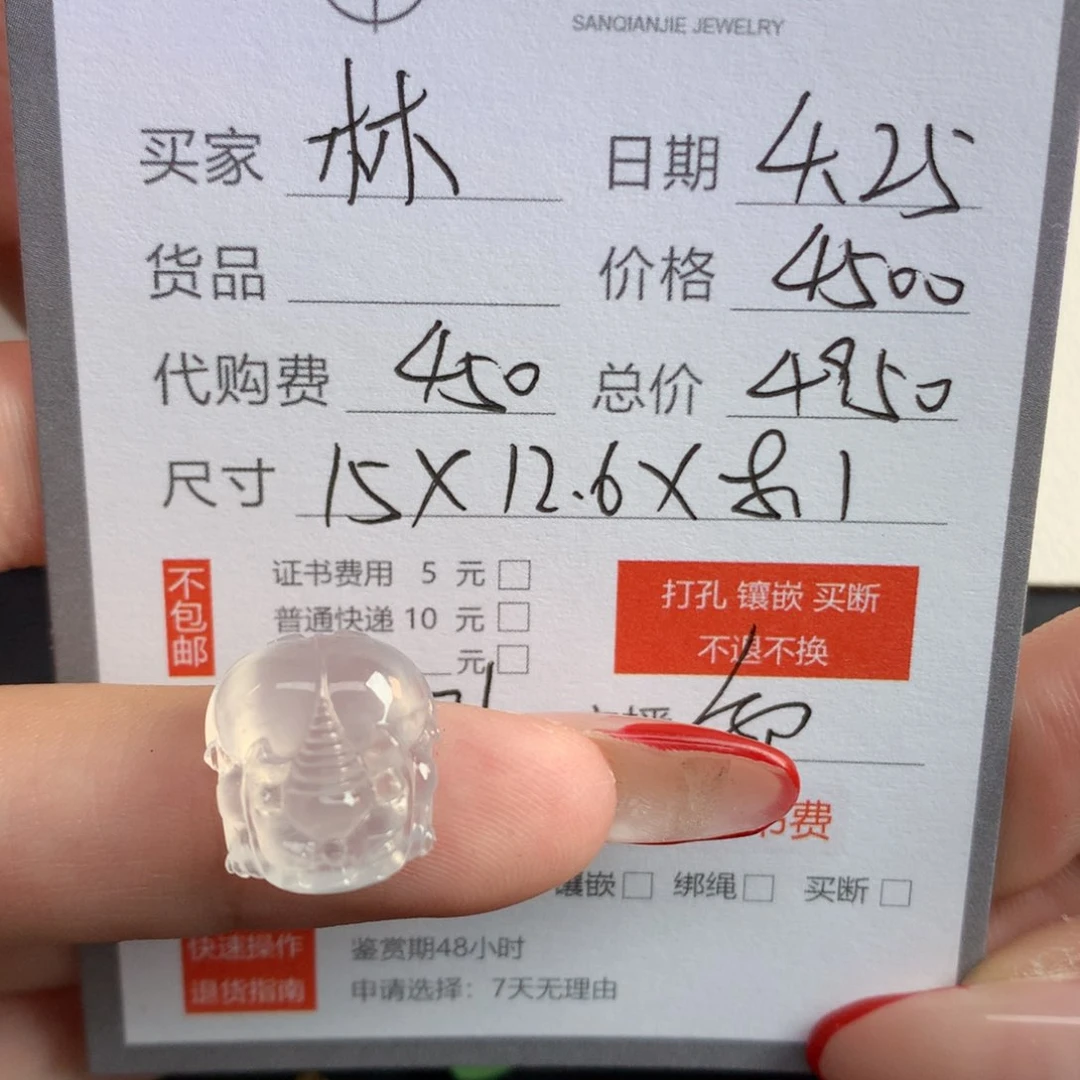 SANQIANJIE JEWELRY
买家 林 日期 4.25
货品 价格 4500
代购费 450 总价 4950
尺寸 15X12.6X8.1
不包邮
证书费用 5 元
普通快递 10 元
元
打孔 镶嵌 买断
不退不换
书费
镶嵌 绑绳 买断
快速操作
退货指南
鉴赏期48小时
申请选择：7天无理由